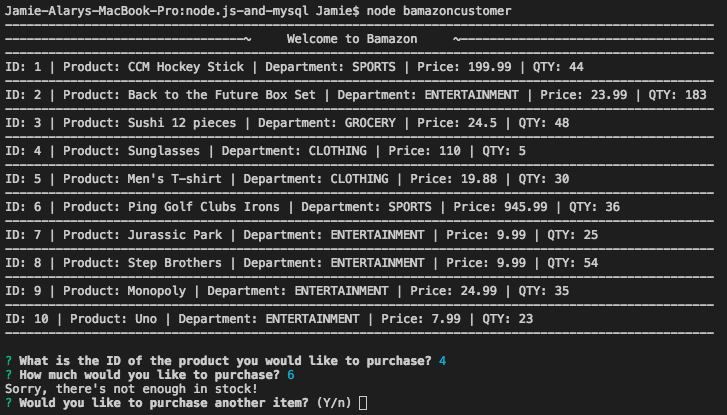 Jamie-Alarys-MacBook-Pro:node.js-and-mysql Jamie$ node bamazoncustomer
~ Welcome to Bamazon ~
ID: 1 | Product: CCM Hockey Stick | Department: SPORTS | Price: 199.99 | QTY: 44
ID: 2 | Product: Back to the Future Box Set | Department: ENTERTAINMENT | Price: 23.99 | QTY: 183
ID: 3 | Product: Sushi 12 pieces | Department: GROCERY | Price: 24.5 | QTY: 48
ID: 4 | Product: Sunglasses | Department: CLOTHING | Price: 110 | QTY: 5
ID: 5 | Product: Men's T-shirt | Department: CLOTHING | Price: 19.88 | QTY: 30
ID: 6 | Product: Ping Golf Clubs Irons | Department: SPORTS | Price: 945.99 | QTY: 36
ID: 7 | Product: Jurassic Park | Department: ENTERTAINMENT | Price: 9.99 | QTY: 25
ID: 8 | Product: Step Brothers | Department: ENTERTAINMENT | Price: 9.99 | QTY: 54
ID: 9 | Product: Monopoly | Department: ENTERTAINMENT | Price: 24.99 | QTY: 35
ID: 10 | Product: Uno | Department: ENTERTAINMENT | Price: 7.99 | QTY: 23
? What is the ID of the product you would like to purchase? 4
? How much would you like to purchase? 6
Sorry, there's not enough in stock!
? Would you like to purchase another item? (Y/n)